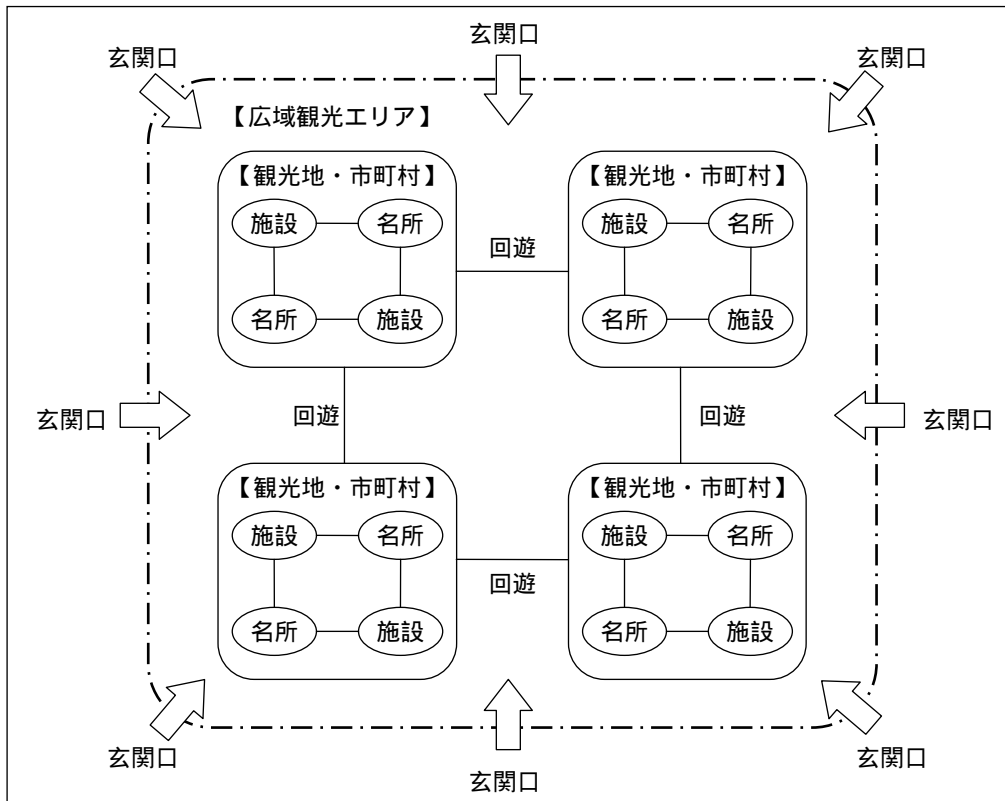 玄関口
玄関口
玄関口
【広域観光エリア】
【観光地・市町村】
【観光地・市町村】
施設
名所
施設
名所
回遊
名所
施設
名所
施設
玄関口
回遊
回遊
玄関口
【観光地・市町村】
【観光地・市町村】
施設
名所
施設
名所
回遊
名所
施設
名所
施設
玄関口
玄関口
玄関口